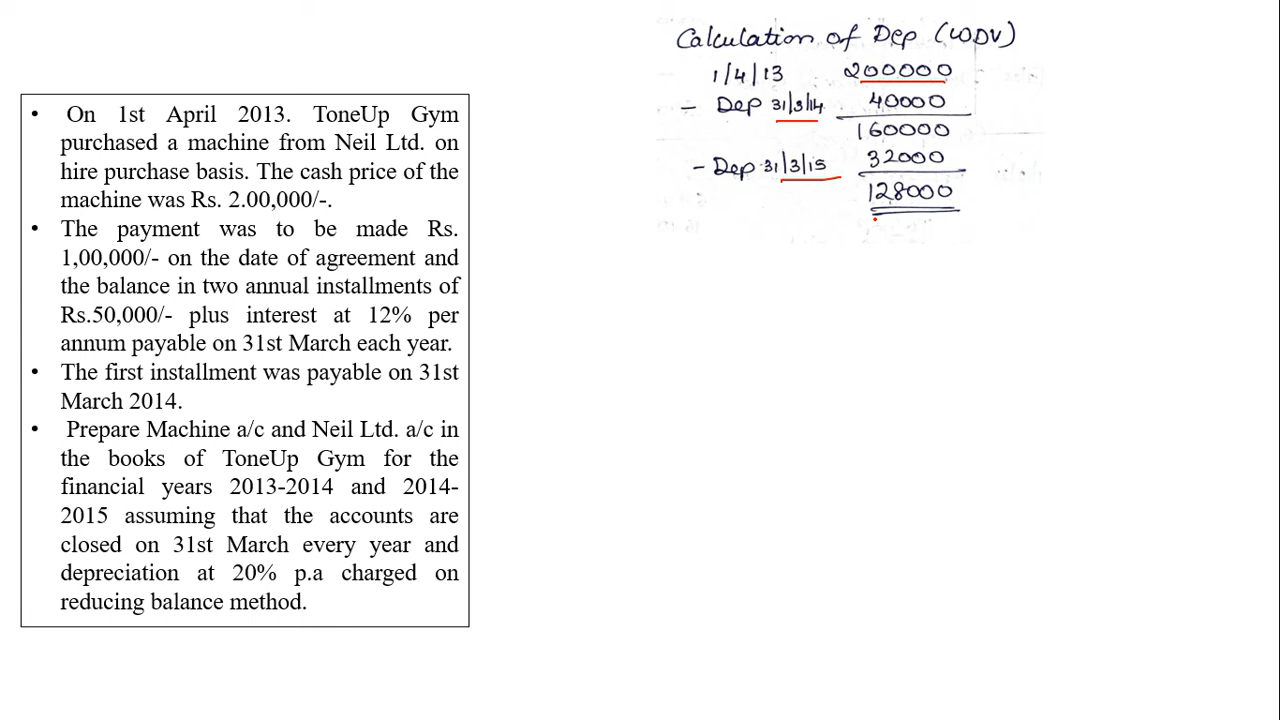 • On 1st April 2013. ToneUp Gym
purchased a machine from Neil Ltd. on
hire purchase basis. The cash price of the
machine was Rs. 2.00,000/-.
• The payment was to be made Rs.
1,00,000/- on the date of agreement and
the balance in two annual installments of
Rs.50,000/- plus interest at 12% per
annum payable on 31st March each year.
• The first installment was payable on 31st
March 2014.
• Prepare Machine a/c and Neil Ltd. a/c in
the books of ToneUp Gym for the
financial years 2013-2014 and 2014-
2015 assuming that the accounts are
closed on 31st March every year and
depreciation at 20% p.a charged on
reducing balance method.
Calculation of Dep (WDV)
1/4/13 200000
- Dep 31/3/14 40000
160000
- Dep 31/3/15 32000
128000